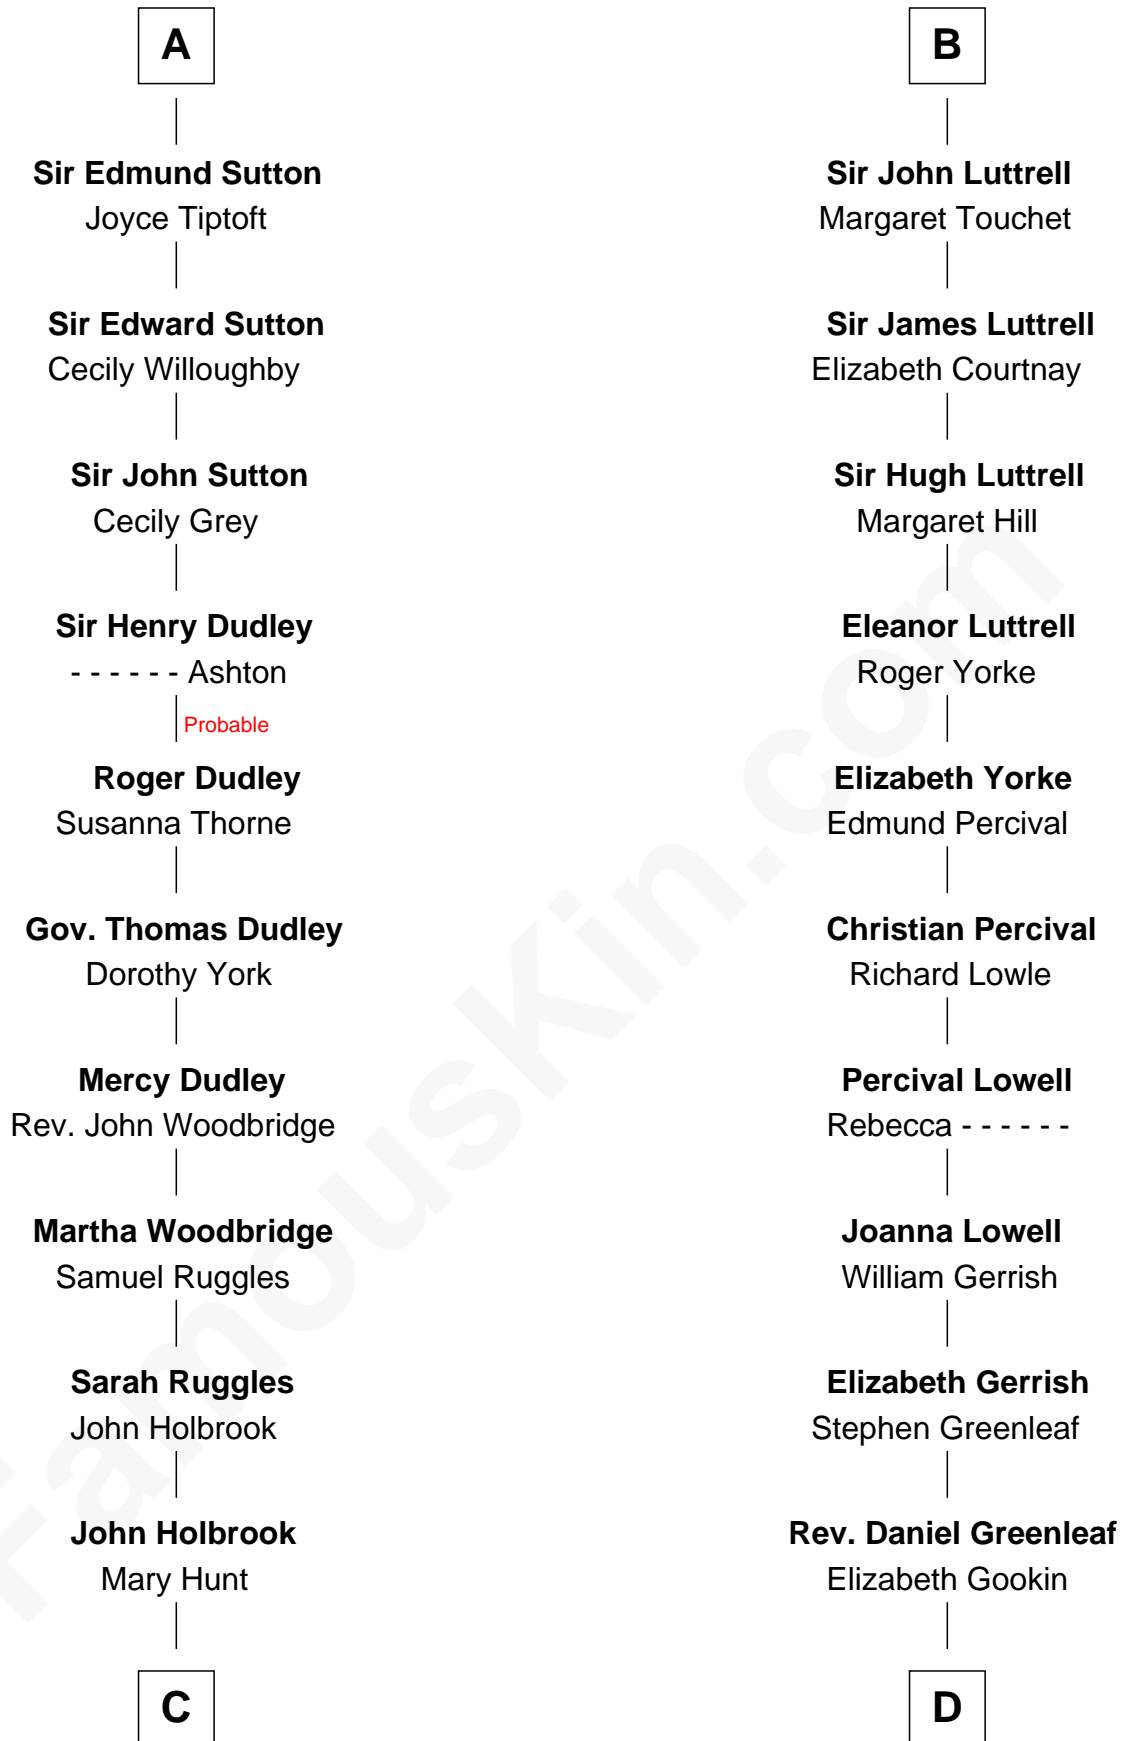 A
Sir Edmund Sutton
Joyce Tiptoft
Sir Edward Sutton
Cecily Willoughby
Sir John Sutton
Cecily Grey
Sir Henry Dudley
- - - - - - Ashton
Probable
Roger Dudley
Susanna Thorne
Gov. Thomas Dudley
Dorothy York
Mercy Dudley
Rev. John Woodbridge
Martha Woodbridge
Samuel Ruggles
Sarah Ruggles
John Holbrook
John Holbrook
Mary Hunt
C
B
Sir John Luttrell
Margaret Touchet
Sir James Luttrell
Elizabeth Courtnay
Sir Hugh Luttrell
Margaret Hill
Eleanor Luttrell
Roger Yorke
Elizabeth Yorke
Edmund Percival
Christian Percival
Richard Lowle
Percival Lowell
Rebecca - - - - - -
Joanna Lowell
William Gerrish
Elizabeth Gerrish
Stephen Greenleaf
Rev. Daniel Greenleaf
Elizabeth Gookin
D
FamousKin.com